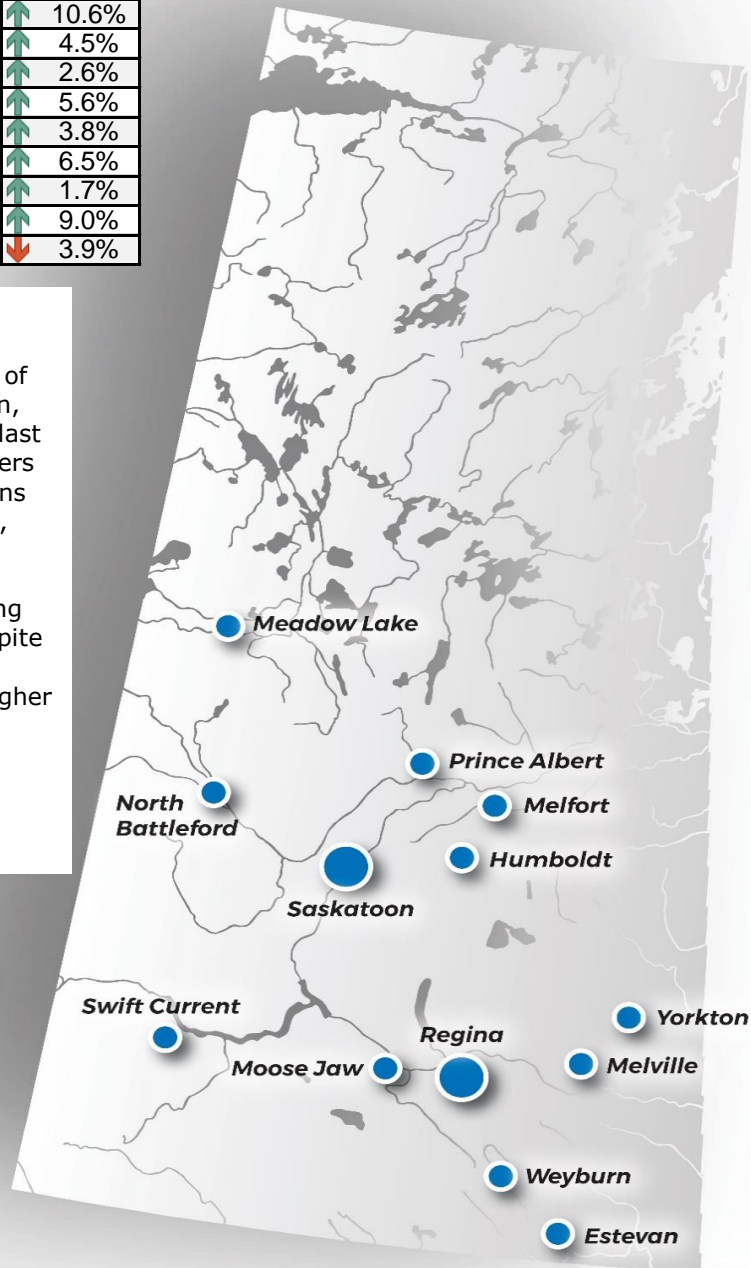 10.6%
4.5%
2.6%
5.6%
3.8%
6.5%
1.7%
9.0%
3.9%
of
n,
last
ers
ns
,
ng
pite
gher
Meadow Lake
Prince Albert
North
Battleford
Melfort
Humboldt
Saskatoon
Swift Current
Yorkton
Regina
Moose Jaw
Melville
Weyburn
Estevan